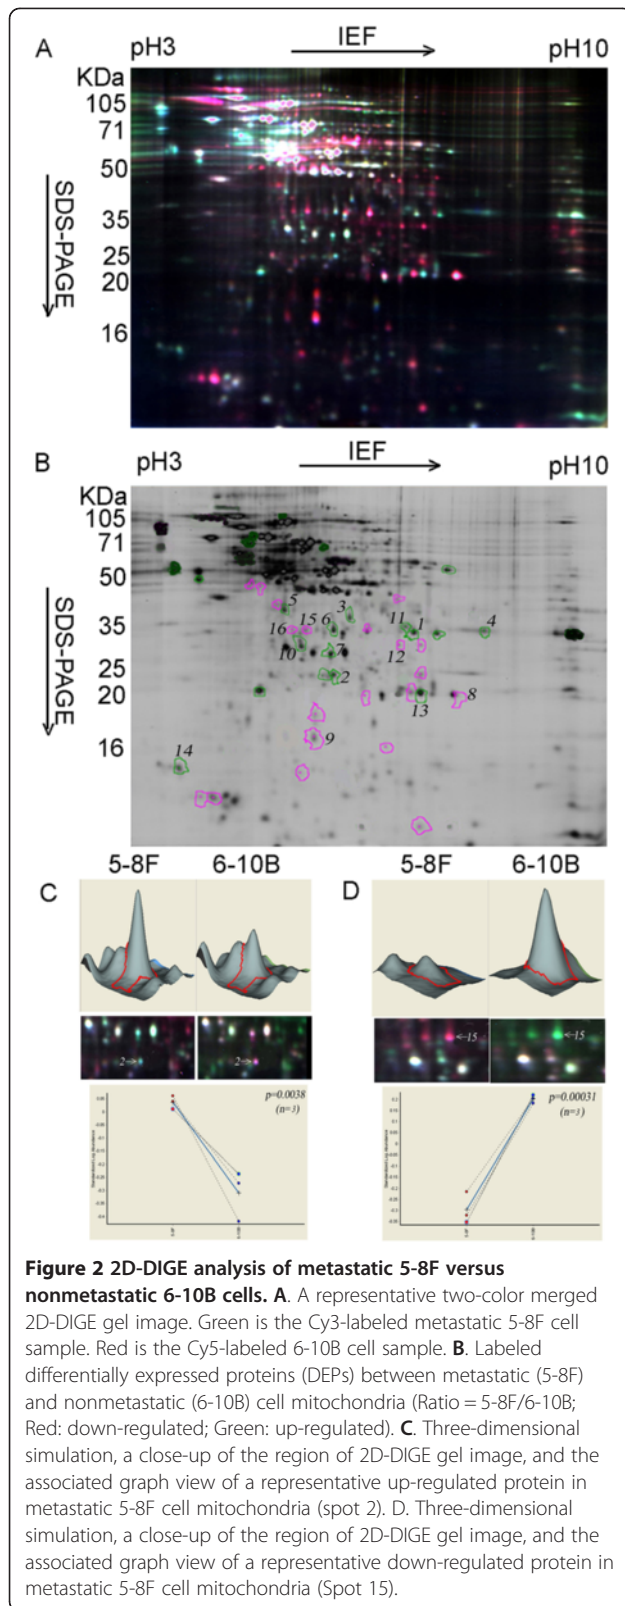 A
pH3
IEF
pH10
KDa
105
71
50
35
25
20
16
SDS-PAGE
B
pH3
IEF
pH10
KDa
105
71
50
35
25
20
16
SDS-PAGE
5
3
16
15
6
11
1
4
10
7
12
2
13
8
9
14
5-8F
6-10B
5-8F
6-10B
C
D
2
2
15
15
p=0.0038
(n=3)
p=0.00031
(n=3)
5-8F
6-10B
5-8F
6-10B
Figure 2 2D-DIGE analysis of metastatic 5-8F versus
nonmetastatic 6-10B cells. A. A representative two-color merged
2D-DIGE gel image. Green is the Cy3-labeled metastatic 5-8F cell
sample. Red is the Cy5-labeled 6-10B cell sample. B. Labeled
differentially expressed proteins (DEPs) between metastatic (5-8F)
and nonmetastatic (6-10B) cell mitochondria (Ratio = 5-8F/6-10B;
Red: down-regulated; Green: up-regulated). C. Three-dimensional
simulation, a close-up of the region of 2D-DIGE gel image, and the
associated graph view of a representative up-regulated protein in
metastatic 5-8F cell mitochondria (spot 2). D. Three-dimensional
simulation, a close-up of the region of 2D-DIGE gel image, and the
associated graph view of a representative down-regulated protein in
metastatic 5-8F cell mitochondria (Spot 15).